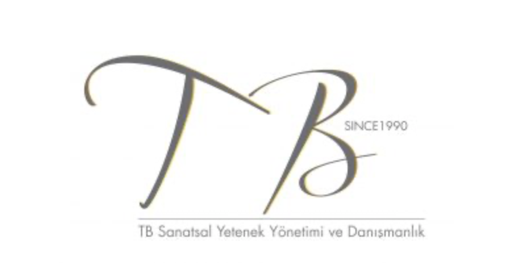 TB
SINCE1990
TB Sanatsal Yetenek Yönetimi ve Danışmanlık